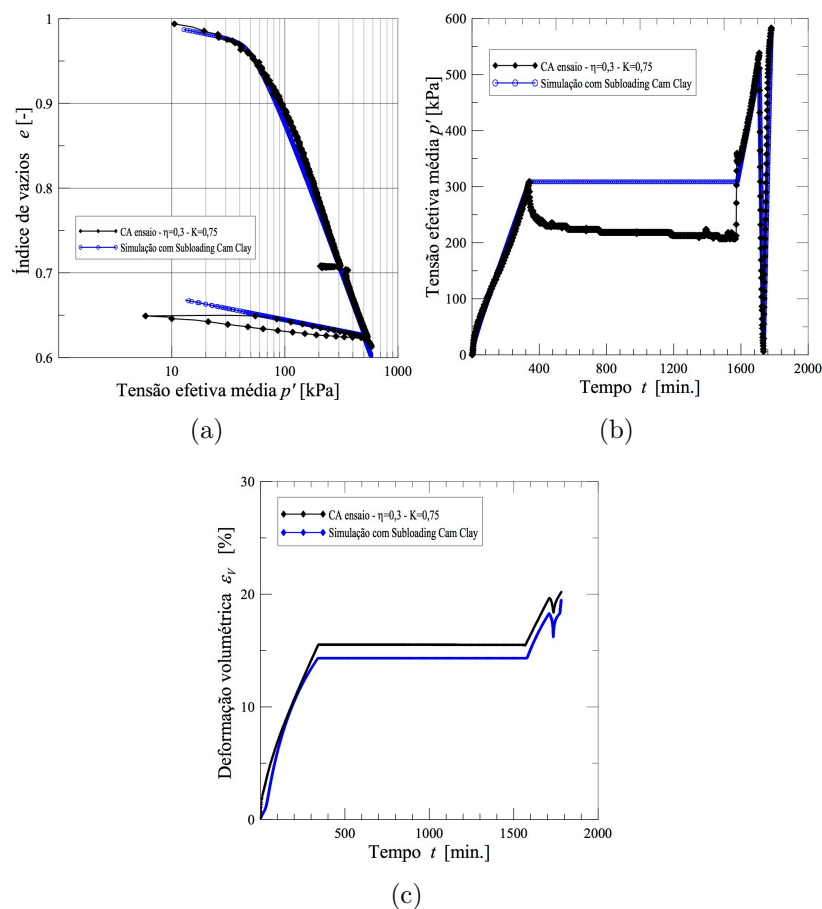 1
0.9
0.8
0.7
0.6
Índice de vazios e [-]
CA ensaio - η=0,3 - K=0,75
Simulação com Subloading Cam Clay
10
100
1000
Tensão efetiva média p' [kPa]
(a)
600
500
400
300
200
100
0
Tensão efetiva média p' [kPa]
CA ensaio - η=0,3 - K=0,75
Simulação com Subloading Cam Clay
400
800
1200
1600
2000
Tempo t [min.]
(b)
30
20
10
0
Deformação volumétrica εV [%]
CA ensaio - η=0,3 - K=0,75
Simulação com Subloading Cam Clay
500
1000
1500
2000
Tempo t [min.]
(c)